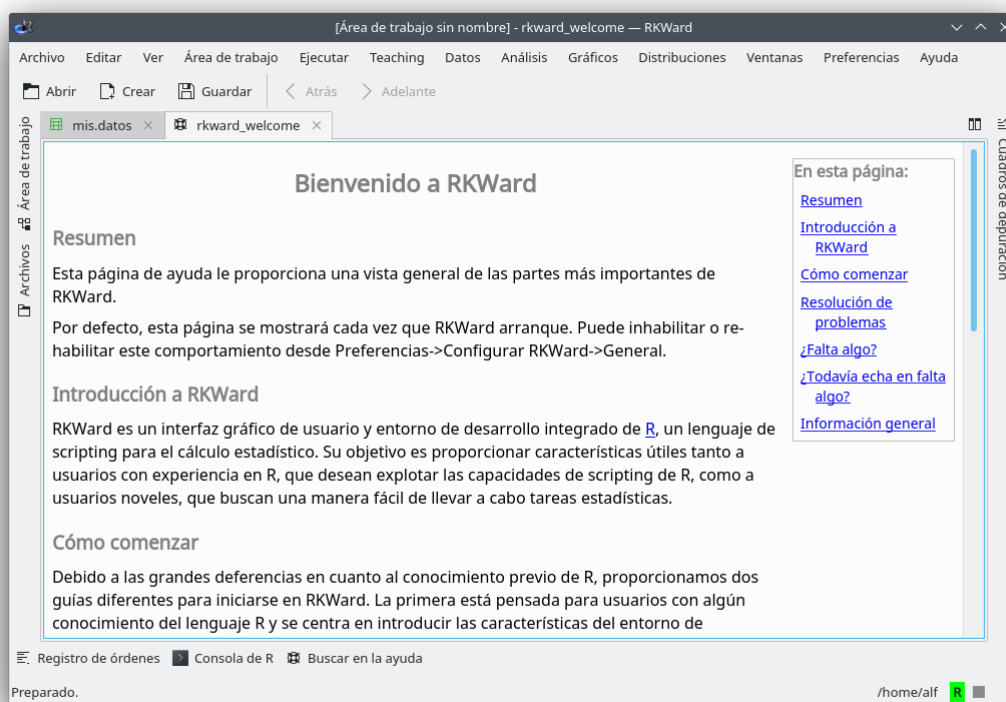 [Área de trabajo sin nombre] - rkward_welcome — RKWard
Archivo Editar Ver Área de trabajo Ejecutar Teaching Datos Análisis Gráficos Distribuciones Ventanas Preferencias Ayuda
Abrir Crear Guardar Atrás Adelante
mis.datos rkward_welcome
Área de trabajo
Archivos
Bienvenido a RKWard
Resumen
Esta página de ayuda le proporciona una vista general de las partes más importantes de
RKWard.
Por defecto, esta página se mostrará cada vez que RKWard arranque. Puede inhabilitar o re-
habilitar este comportamiento desde Preferencias->Configurar RKWard->General.
Introducción a RKWard
RKWard es un interfaz gráfico de usuario y entorno de desarrollo integrado de R, un lenguaje de
scripting para el cálculo estadístico. Su objetivo es proporcionar características útiles tanto a
usuarios con experiencia en R, que desean explotar las capacidades de scripting de R, como a
usuarios noveles, que buscan una manera fácil de llevar a cabo tareas estadísticas.
Cómo comenzar
Debido a las grandes deferencias en cuanto al conocimiento previo de R, proporcionamos dos
guías diferentes para iniciarse en RKWard. La primera está pensada para usuarios con algún
conocimiento del lenguaje R y se centra en introducir las características del entorno de
En esta página:
Resumen
Introducción a
RKWard
Cómo comenzar
Resolución de
problemas
¿Falta algo?
¿Todavía echa en falta
algo?
Información general
Cuadros de depuración
Registro de órdenes Consola de R Buscar en la ayuda
Preparado. /home/alf R